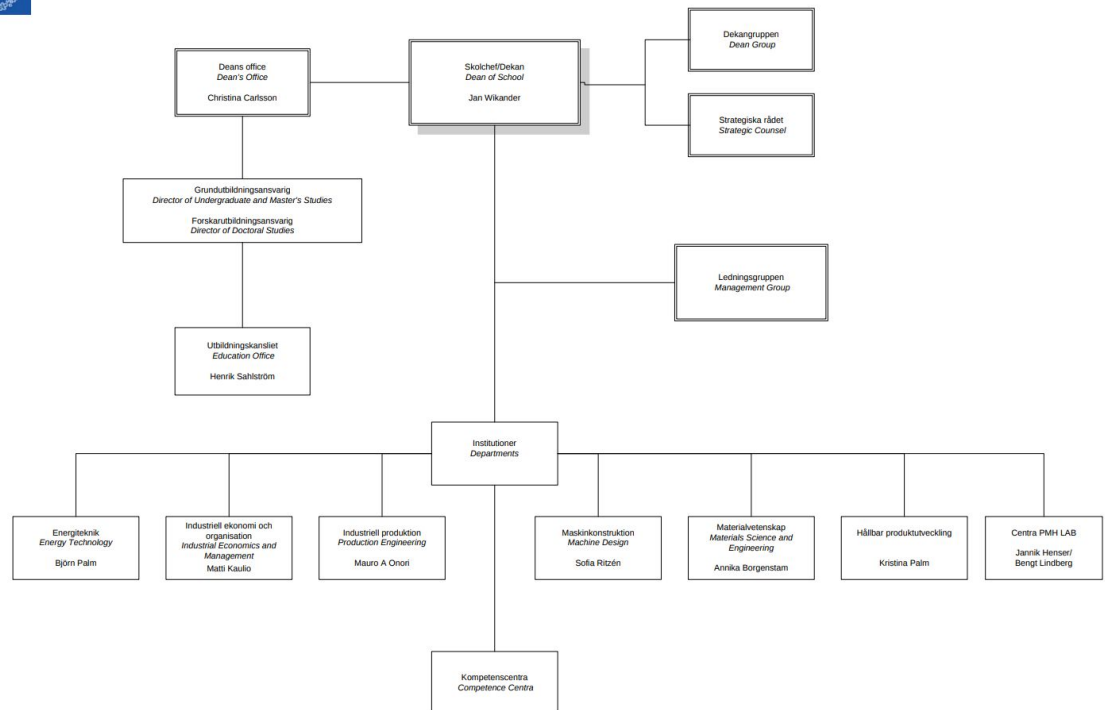 Dekangruppen
Dean Group
Deans office
Dean's Office
Christina Carlsson
Skolchef/Dekan
Dean of School
Jan Wikander
Strategiska rådet
Strategic Counsel
Grundutbildningsansvarig
Director of Undergraduate and Master's Studies
Forskarutbildningsansvarig
Director of Doctoral Studies
Ledningsgruppen
Management Group
Utbildningskansliet
Education Office
Henrik Sahlström
Institutioner
Departments
Energiteknik
Energy Technology
Björn Palm
Industriell ekonomi och
organisation
Industrial Economics and
Management
Matti Kaulio
Industriell produktion
Production Engineering
Mauro A Onori
Maskinkonstruktion
Machine Design
Sofia Ritzén
Materialvetenskap
Materials Science and
Engineering
Annika Borgenstam
Hållbar produktutveckling
Kristina Palm
Centra PMH LAB
Jannik Henser/
Bengt Lindberg
Kompetenscentra
Competence Centra